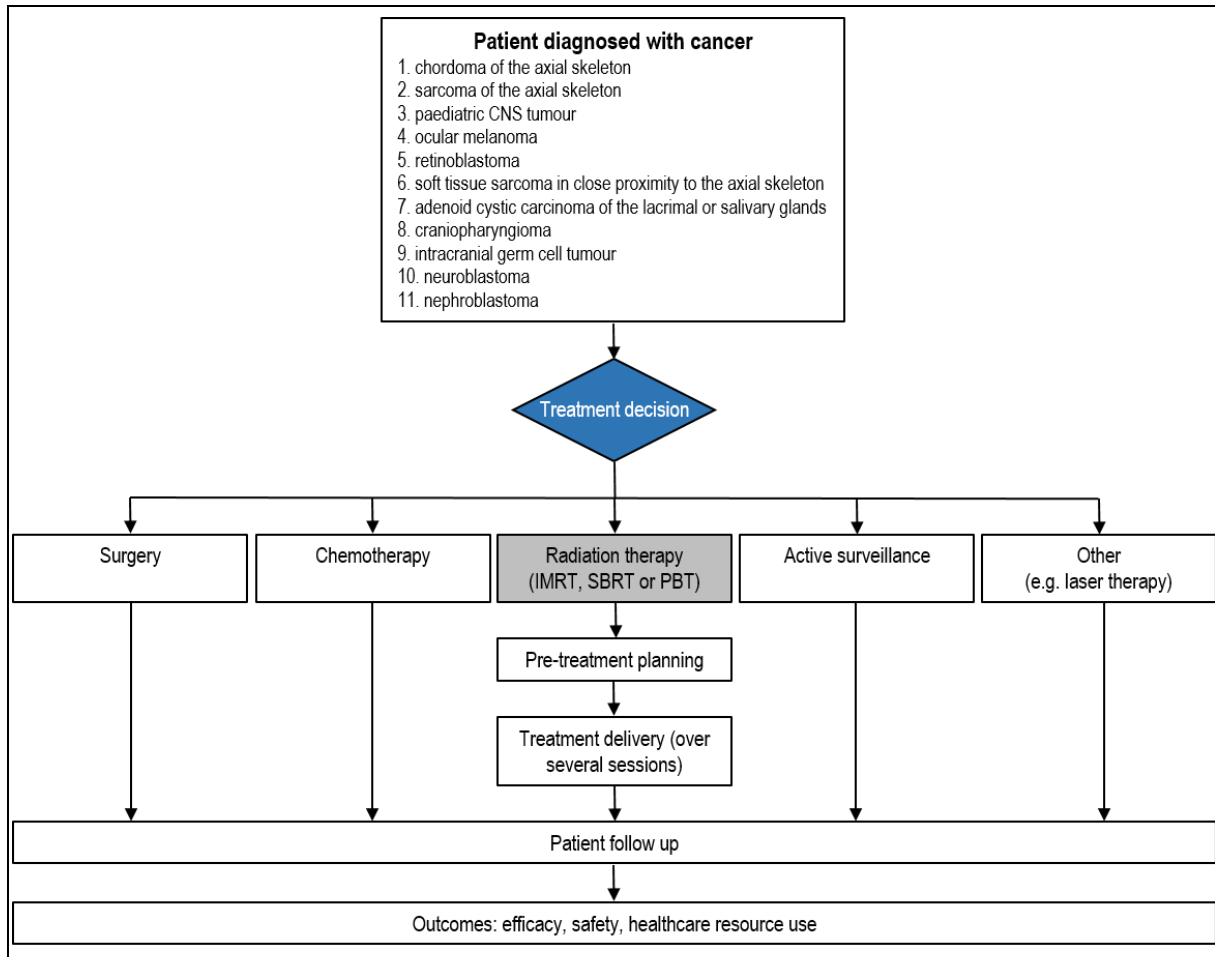 Patient diagnosed with cancer
1. chordoma of the axial skeleton
2. sarcoma of the axial skeleton
3. paediatric CNS tumour
4. ocular melanoma
5. retinoblastoma
6. soft tissue sarcoma in close proximity to the axial skeleton
7. adenoid cystic carcinoma of the lacrimal or salivary glands
8. craniopharyngioma
9. intracranial germ cell tumour
10. neuroblastoma
11. nephroblastoma
Treatment decision
Surgery
Chemotherapy
Radiation therapy
(IMRT, SBRT or PBT)
Active surveillance
Other
(e.g. laser therapy)
Pre-treatment planning
Treatment delivery (over
several sessions)
Patient follow up
Outcomes: efficacy, safety, healthcare resource use